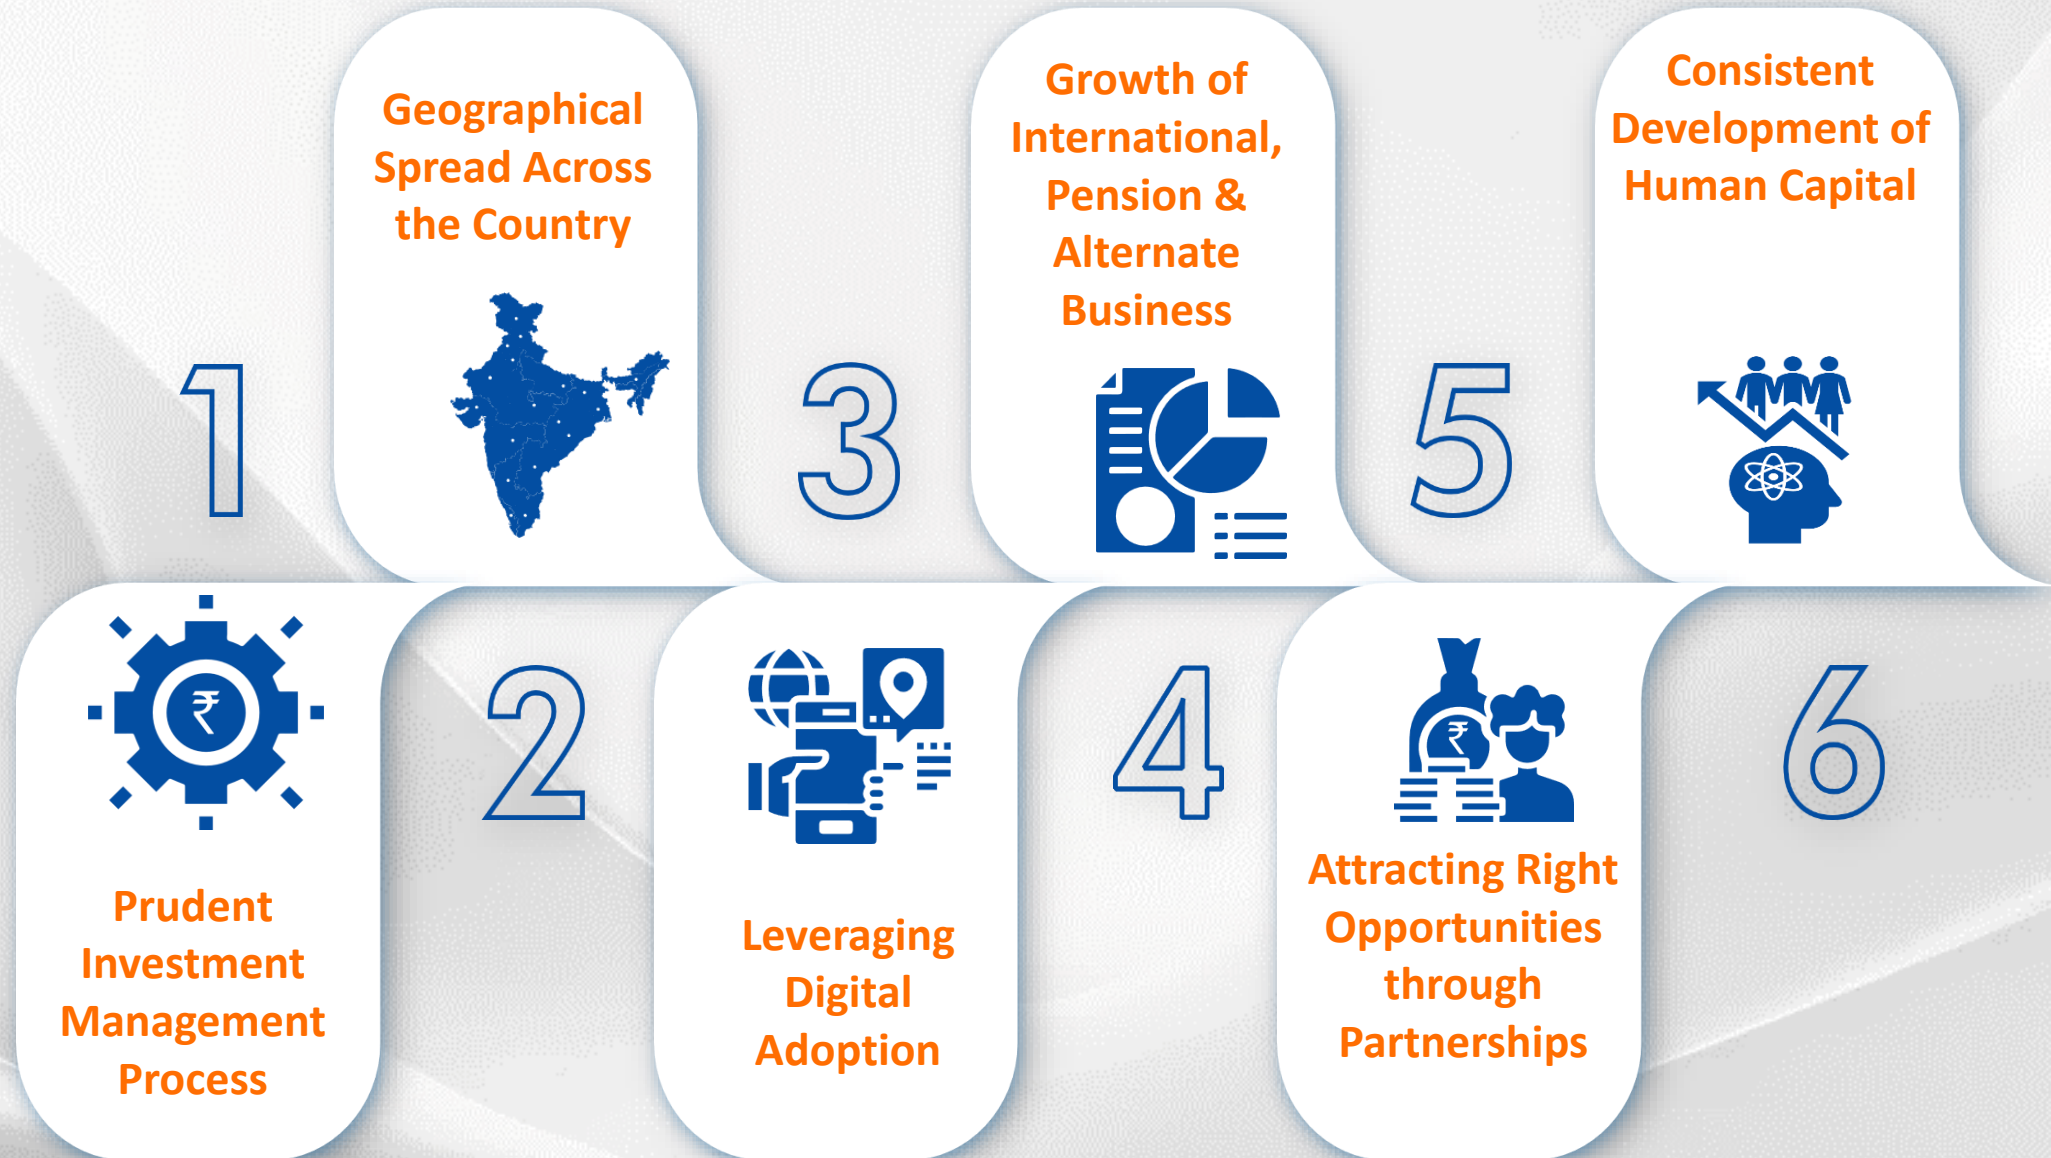 1
₹
Prudent
Investment
Management
Process
2
Geographical
Spread Across
the Country
3
Leveraging
Digital
Adoption
4
Growth of
International,
Pension &
Alternate
Business
5
₹
Attracting Right
Opportunities
through
Partnerships
6
Consistent
Development of
Human Capital